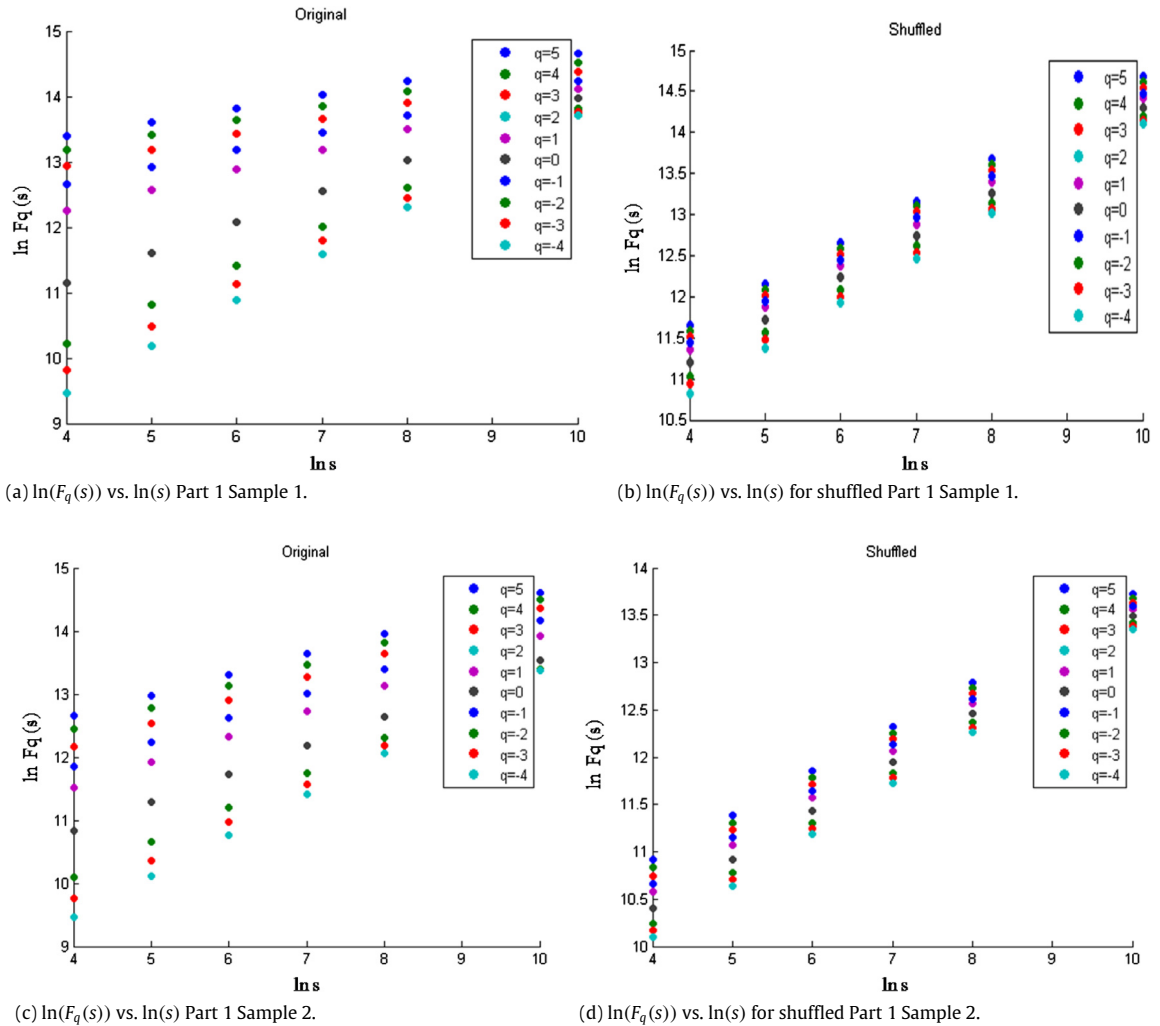 Original
15
14
13
12
11
10
9
ln Fq(s)
4 5 6 7 8 9 10
ln s
q=5
q=4
q=3
q=2
q=1
q=0
q=-1
q=-2
q=-3
q=-4
(a) ln(F_q(s)) vs. ln(s) Part 1 Sample 1.
Shuffled
15
14.5
14
13.5
13
12.5
12
11.5
11
10.5
ln Fq(s)
4 5 6 7 8 9 10
ln s
q=5
q=4
q=3
q=2
q=1
q=0
q=-1
q=-2
q=-3
q=-4
(b) ln(F_q(s)) vs. ln(s) for shuffled Part 1 Sample 1.
Original
15
14
13
12
11
10
9
ln Fq(s)
4 5 6 7 8 9 10
ln s
q=5
q=4
q=3
q=2
q=1
q=0
q=-1
q=-2
q=-3
q=-4
(c) ln(F_q(s)) vs. ln(s) Part 1 Sample 2.
Shuffled
14
13.5
13
12.5
12
11.5
11
10.5
10
ln Fq(s)
4 5 6 7 8 9 10
ln s
q=5
q=4
q=3
q=2
q=1
q=0
q=-1
q=-2
q=-3
q=-4
(d) ln(F_q(s)) vs. ln(s) for shuffled Part 1 Sample 2.